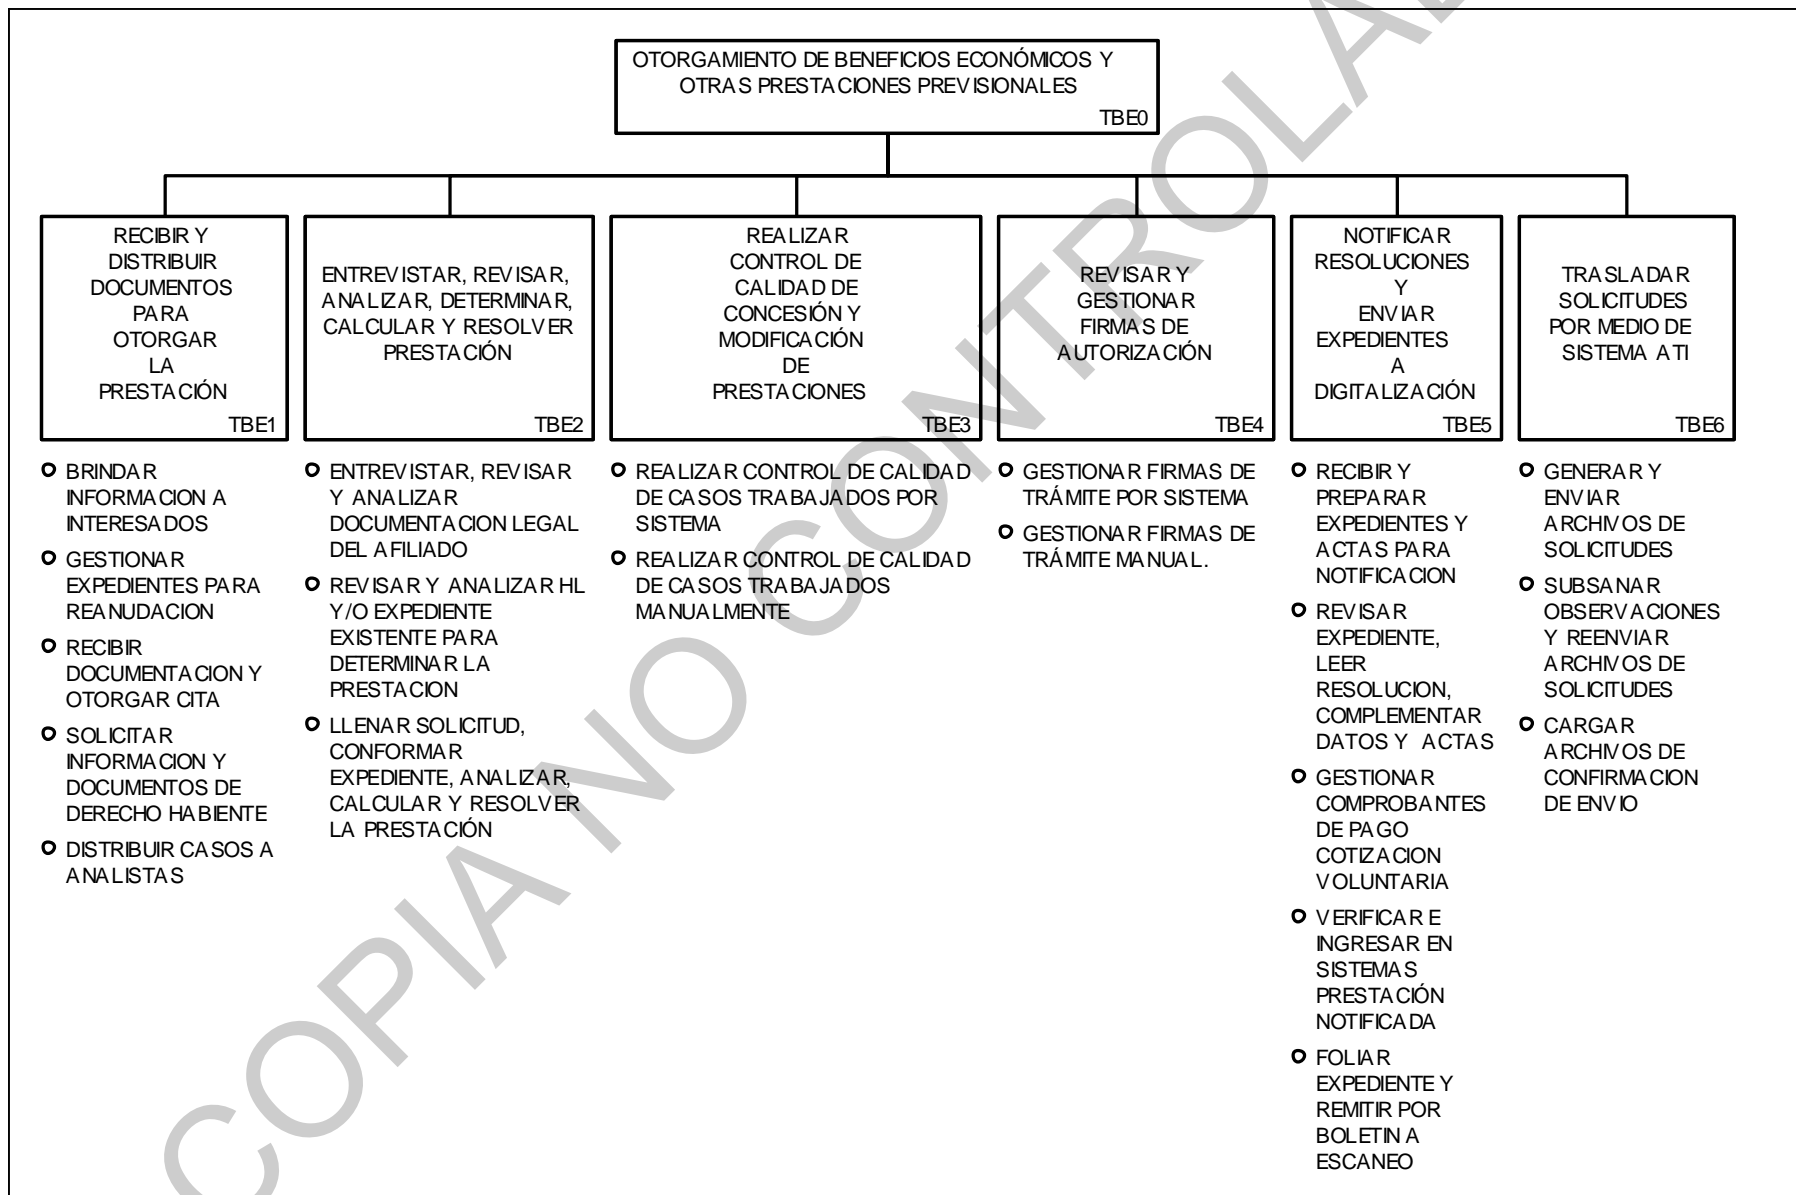 OTORGAMIENTO DE BENEFICIOS ECONÓMICOS Y
OTRAS PRESTACIONES PREVISIONALES
TBE0
RECIBIR Y
DISTRIBUIR
DOCUMENTOS
PARA
OTORGAR
LA
PRESTACIÓN
TBE1
ENTREVISTAR, REVISAR,
ANALIZAR, DETERMINAR,
CALCULAR Y RESOLVER
PRESTACIÓN
TBE2
REALIZAR
CONTROL DE
CALIDAD DE
CONCESIÓN Y
MODIFICACIÓN
DE
PRESTACIONES
TBE3
REVISAR Y
GESTIONAR
FIRMAS DE
AUTORIZACIÓN
TBE4
NOTIFICAR
RESOLUCIONES
Y
ENVIAR
EXPEDIENTES
A
DIGITALIZACIÓN
TBE5
TRASLADAR
SOLICITUDES
POR MEDIO DE
SISTEMA ATI
TBE6
BRINDAR
INFORMACION A
INTERESADOS
GESTIONAR
EXPEDIENTES PARA
REANUDACION
RECIBIR
DOCUMENTACION Y
OTORGAR CITA
SOLICITAR
INFORMACION Y
DOCUMENTOS DE
DERECHO HABIENTE
DISTRIBUIR CASOS A
ANALISTAS
ENTREVISTAR, REVISAR
Y ANALIZAR
DOCUMENTACION LEGAL
DEL AFILIADO
REVISAR Y ANALIZAR HL
Y/O EXPEDIENTE
EXISTENTE PARA
DETERMINAR LA
PRESTACION
LLENAR SOLICITUD,
CONFORMAR
EXPEDIENTE, ANALIZAR,
CALCULAR Y RESOLVER
LA PRESTACIÓN
REALIZAR CONTROL DE CALIDAD
DE CASOS TRABAJADOS POR
SISTEMA
REALIZAR CONTROL DE CALIDAD
DE CASOS TRABAJADOS
MANUALMENTE
GESTIONAR FIRMAS DE
TRÁMITE POR SISTEMA
GESTIONAR FIRMAS DE
TRÁMITE MANUAL.
RECIBIR Y
PREPARAR
EXPEDIENTES Y
ACTAS PARA
NOTIFICACION
REVISAR
EXPEDIENTE,
LEER
RESOLUCION,
COMPLEMENTAR
DATOS Y ACTAS
GESTIONAR
COMPROBANTES
DE PAGO
COTIZACION
VOLUNTARIA
VERIFICAR E
INGRESAR EN
SISTEMAS
PRESTACIÓN
NOTIFICADA
FOLIAR
EXPEDIENTE Y
REMITIR POR
BOLETIN A
ESCANEO
GENERAR Y
ENVIAR
ARCHIVOS DE
SOLICITUDES
SUBSANAR
OBSERVACIONES
Y REENVIAR
ARCHIVOS DE
SOLICITUDES
CARGAR
ARCHIVOS DE
CONFIRMACION
DE ENVIO
COPIA NO